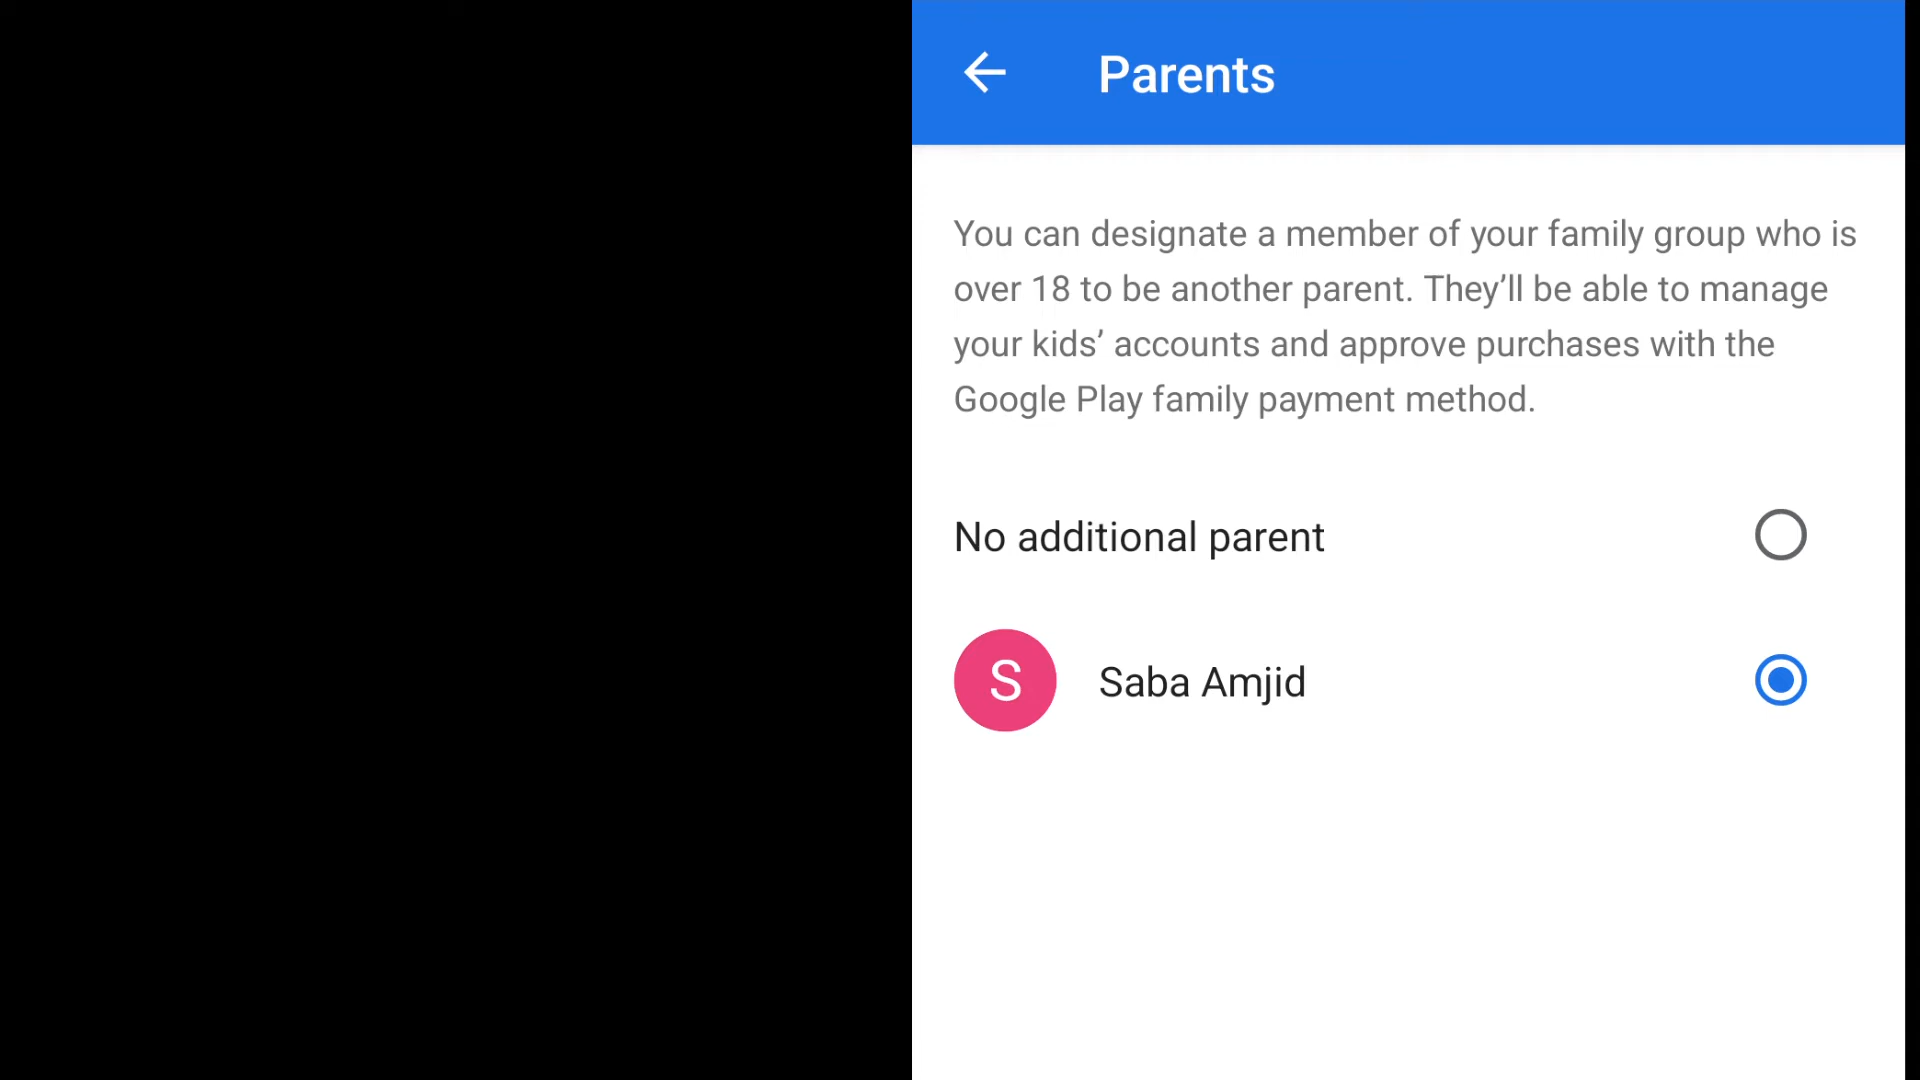 Parents
You can designate a member of your family group who is
over 18 to be another parent. They’ll be able to manage
your kids’ accounts and approve purchases with the
Google Play family payment method.
No additional parent
S
Saba Amjid